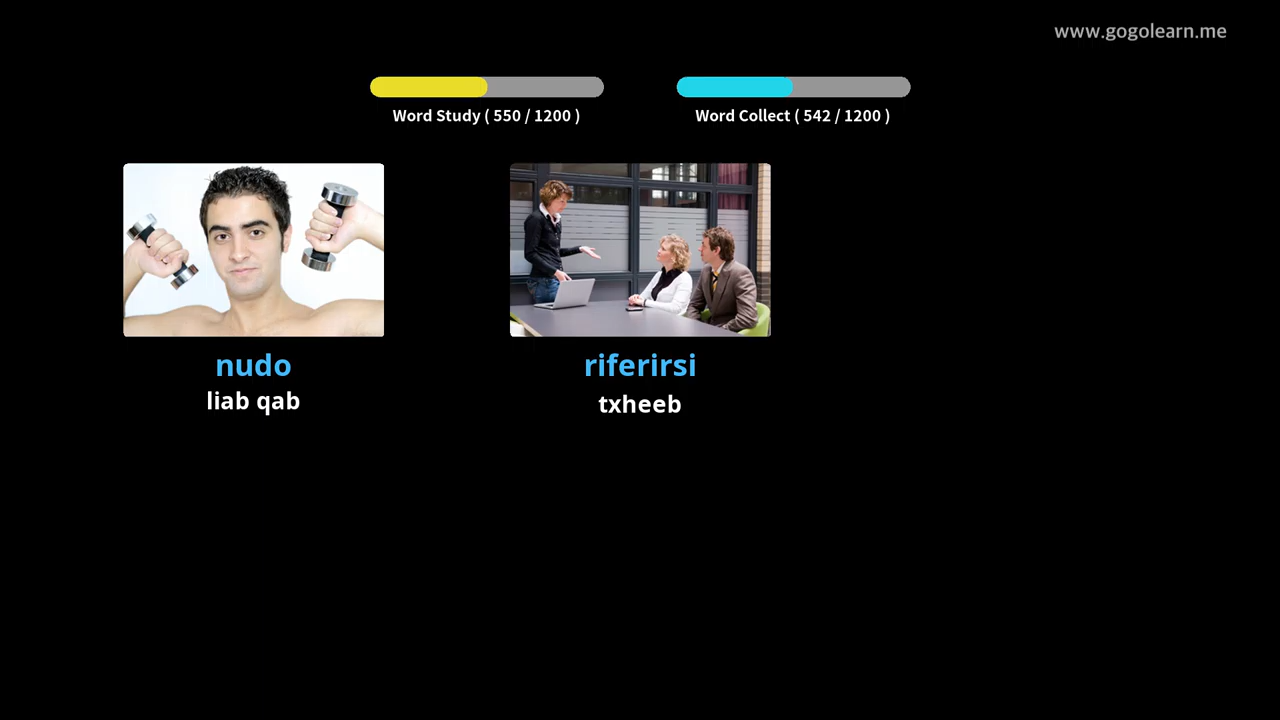 www.gogolearn.me
Word Study ( 550 / 1200 )
Word Collect ( 542 / 1200 )
nudo
liab qab
riferirsi
txheeb